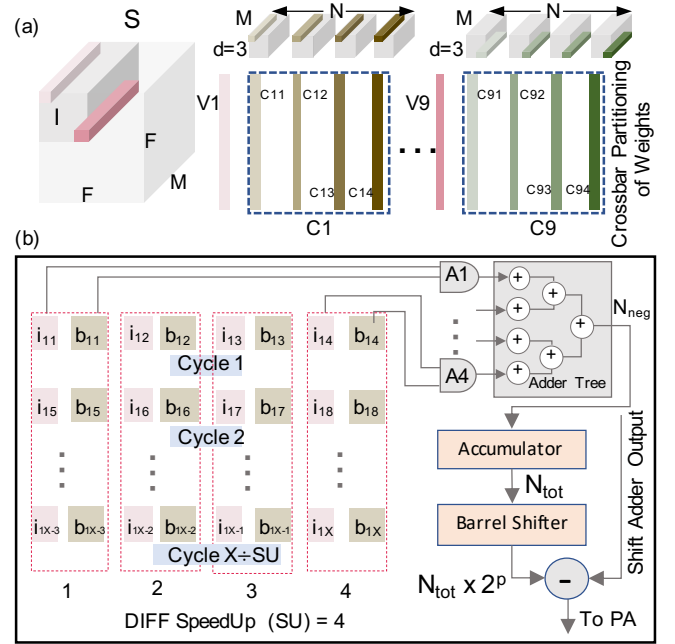 (a)
S
I
F
F
M
M
N
d=3
V1
C11
C12
C13
C14
C1
...
M
N
d=3
V9
C91
C92
C93
C94
C9
Crossbar Partitioning
of Weights
(b)
i11 b11 i12 b12 i13 b13 i14 b14
Cycle 1
i15 b15 i16 b16 i17 b17 i18 b18
Cycle 2
i1X-3 b1X-3 i1X-2 b1X-2 i1X-1 b1X-1 i1X b1X
Cycle X÷SU
1 2 3 4
DIFF SpeedUp (SU) = 4
A1
A4
+ + + + + + +
Adder Tree
Nneg
Accumulator
Ntot
Barrel Shifter
Ntot x 2ᵖ
−
Shift Adder Output
To PA